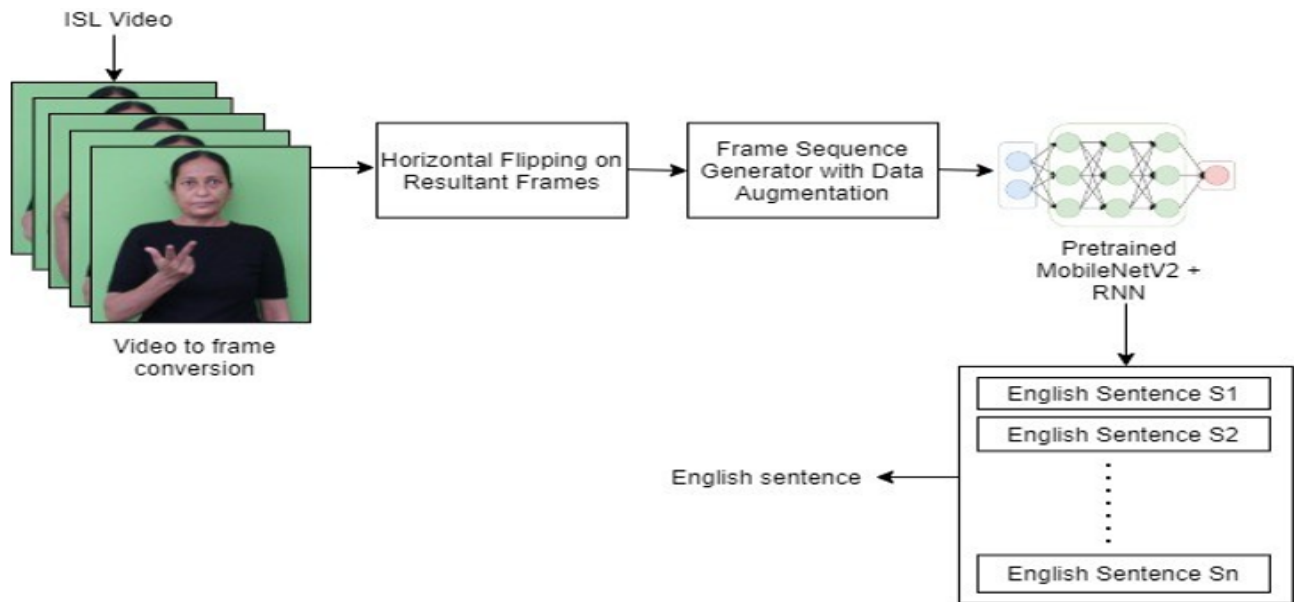 ISL Video
Video to frame
conversion
Horizontal Flipping on
Resultant Frames
Frame Sequence
Generator with Data
Augmentation
Pretrained
MobileNetV2 +
RNN
English Sentence S1
English Sentence S2
English Sentence Sn
English sentence